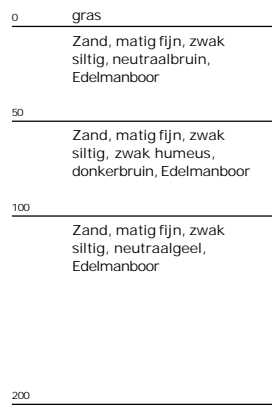 0 gras
Zand, matig fijn, zwak
siltig, neutraalbruin,
Edelmanboor
50
Zand, matig fijn, zwak
siltig, zwak humeus,
donkerbruin, Edelmanboor
100
Zand, matig fijn, zwak
siltig, neutraalgeel,
Edelmanboor
200